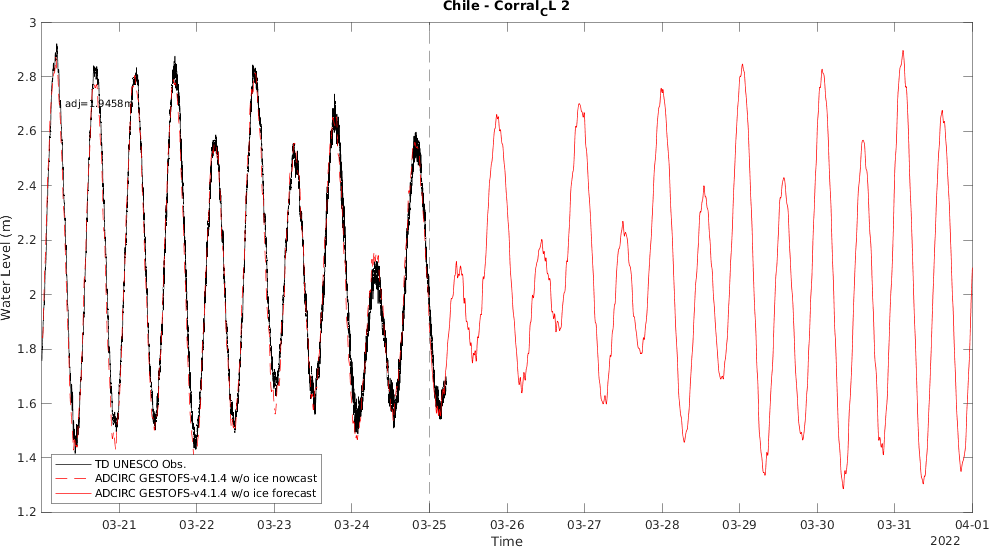 Chile - Corral_CL 2
Water Level (m)
3
2.8
2.6
2.4
2.2
2
1.8
1.6
1.4
1.2
adj=1.9458m
TD UNESCO Obs.
ADCIRC GESTOFS-v4.1.4 w/o ice nowcast
ADCIRC GESTOFS-v4.1.4 w/o ice forecast
03-21 03-22 03-23 03-24 03-25 03-26 03-27 03-28 03-29 03-30 03-31 04-01
Time
2022